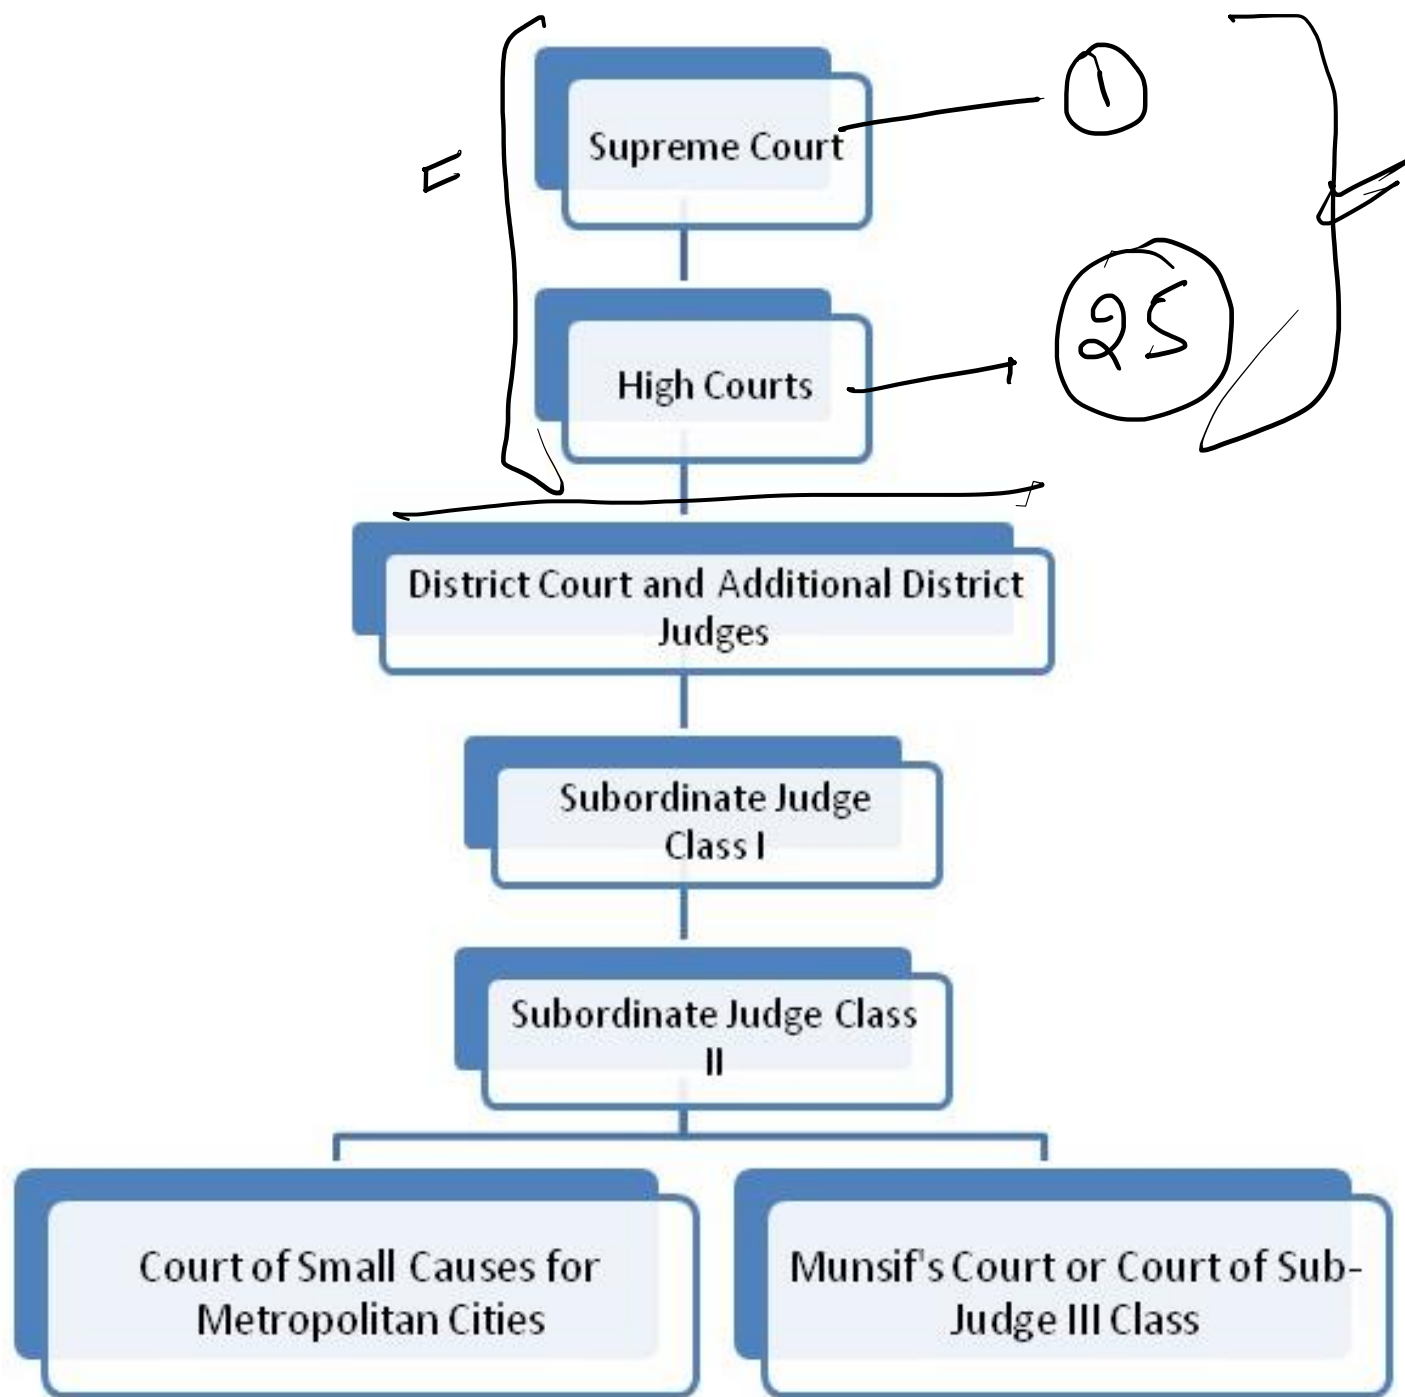 Supreme Court
1
=
High Courts
25
District Court and Additional District
Judges
Subordinate Judge
Class I
Subordinate Judge Class
II
Court of Small Causes for
Metropolitan Cities
Munsif's Court or Court of Sub-
Judge III Class